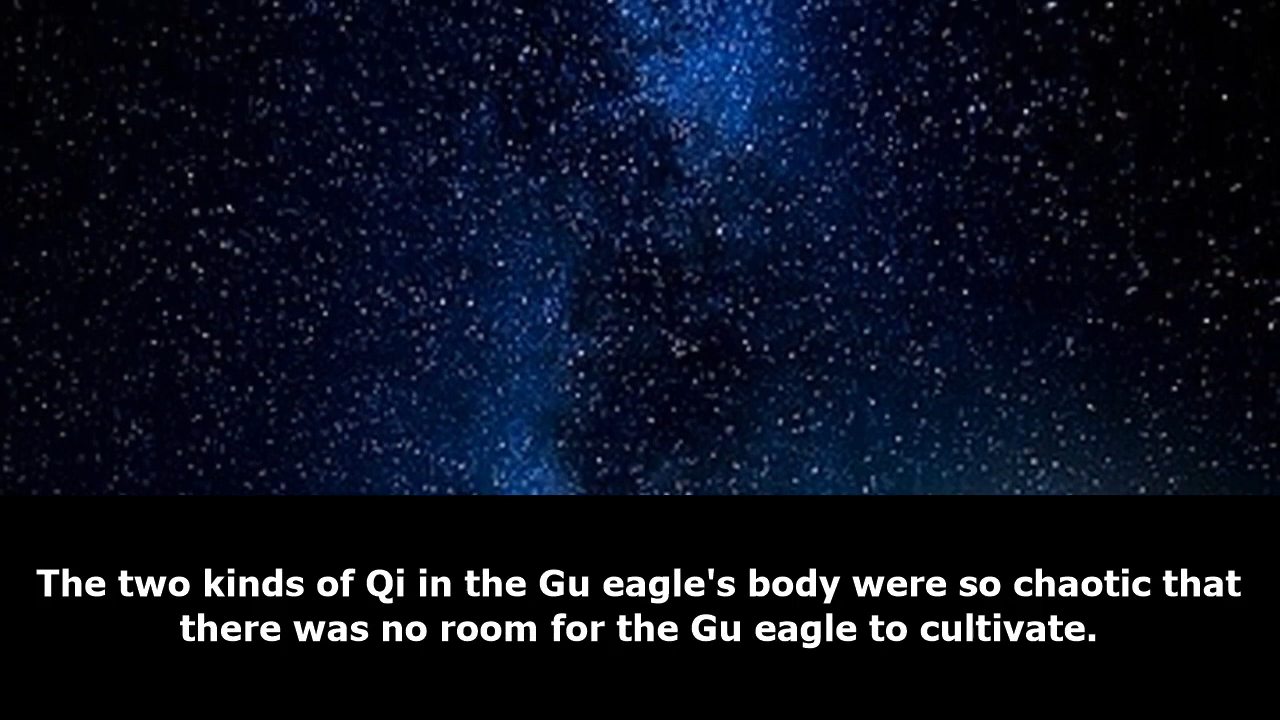 The two kinds of Qi in the Gu eagle's body were so chaotic that
there was no room for the Gu eagle to cultivate.